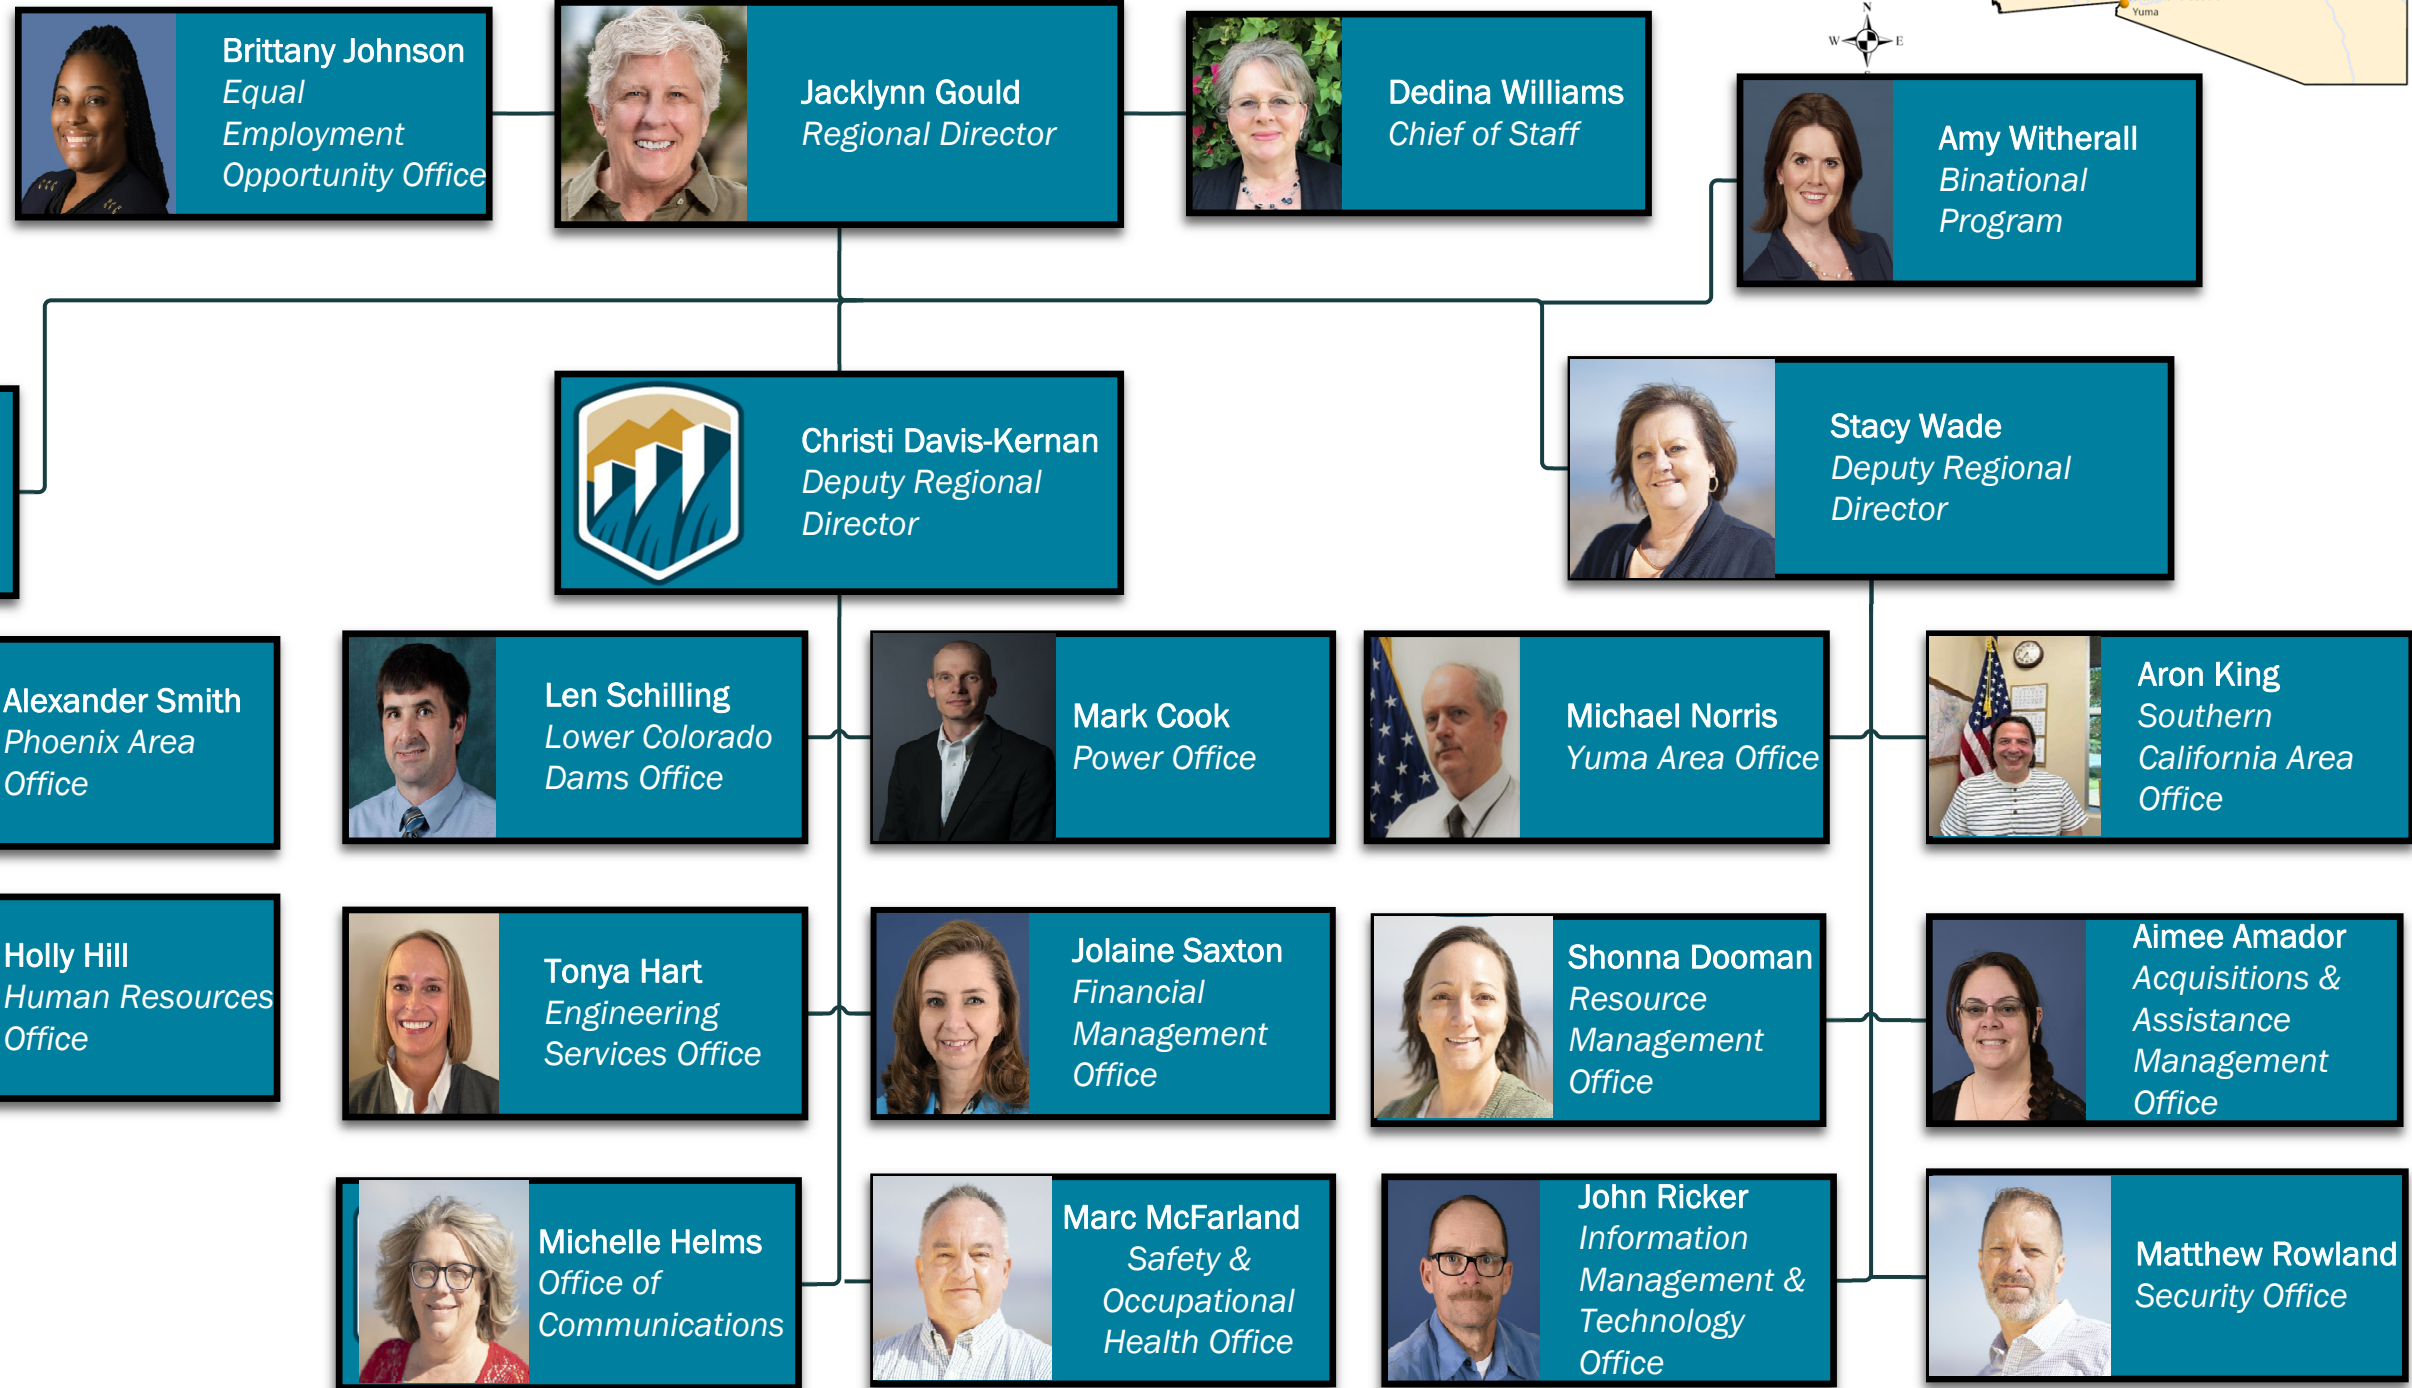 Yuma
N
W
E
Brittany Johnson
Equal
Employment
Opportunity Office
Jacklynn Gould
Regional Director
Dedina Williams
Chief of Staff
Amy Witherall
Binational
Program
Christi Davis-Kernan
Deputy Regional
Director
Stacy Wade
Deputy Regional
Director
Alexander Smith
Phoenix Area
Office
Len Schilling
Lower Colorado
Dams Office
Mark Cook
Power Office
Michael Norris
Yuma Area Office
Aron King
Southern
California Area
Office
Holly Hill
Human Resources
Office
Tonya Hart
Engineering
Services Office
Jolaine Saxton
Financial
Management
Office
Shonna Dooman
Resource
Management
Office
Aimee Amador
Acquisitions &
Assistance
Management
Office
Michelle Helms
Office of
Communications
Marc McFarland
Safety &
Occupational
Health Office
John Ricker
Information
Management &
Technology
Office
Matthew Rowland
Security Office